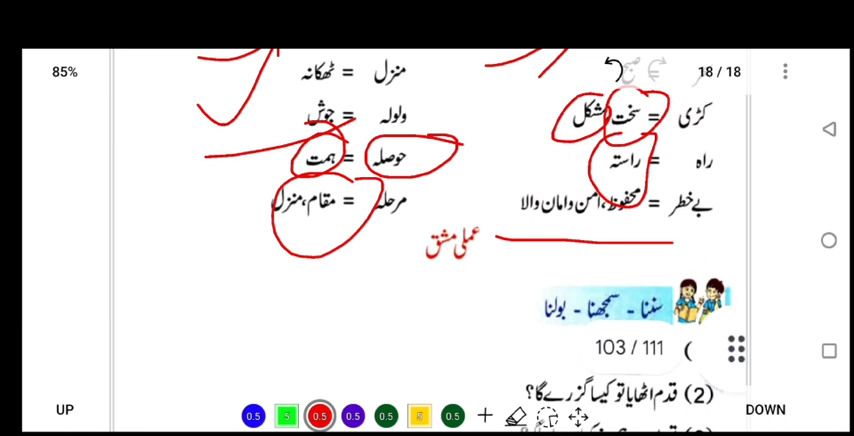 85%
18 / 18
منزل = ٹھکانہ
کڑی = سخت، مشکل
ولولہ = جوش
راہ = راستہ
حوصلہ = ہمت
بے خطر = محفوظ، امن وامان والا
مرحلہ = مقام، منزل
عملی مشق
سننا - سمجھنا - بولنا
103 / 111
(2) قدم اٹھایا تو کیسا گزرے گا؟
UP
0.5 5 0.5 0.5 0.5 5 0.5
DOWN